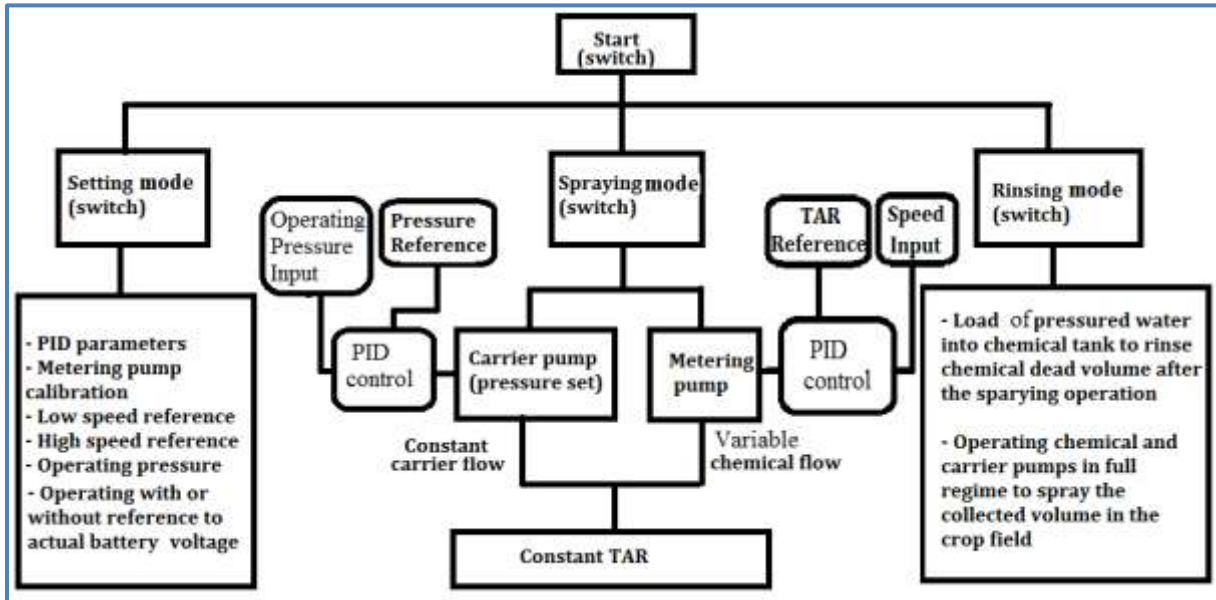 Start
(switch)
Setting mode
(switch)
Spraying mode
(switch)
Rinsing mode
(switch)
Operating
Pressure
Input
Pressure
Reference
TAR
Reference
Speed
Input
PID
control
Carrier pump
(pressure set)
Metering
pump
PID
control
Constant
carrier flow
Variable
chemical flow
Constant TAR
- PID parameters
- Metering pump
calibration
- Low speed reference
- High speed reference
- Operating pressure
- Operating with or
without reference to
actual battery voltage
- Load of pressured water
into chemical tank to rinse
chemical dead volume after
the sparying operation
- Operating chemical and
carrier pumps in full
regime to spray the
collected volume in the
crop field